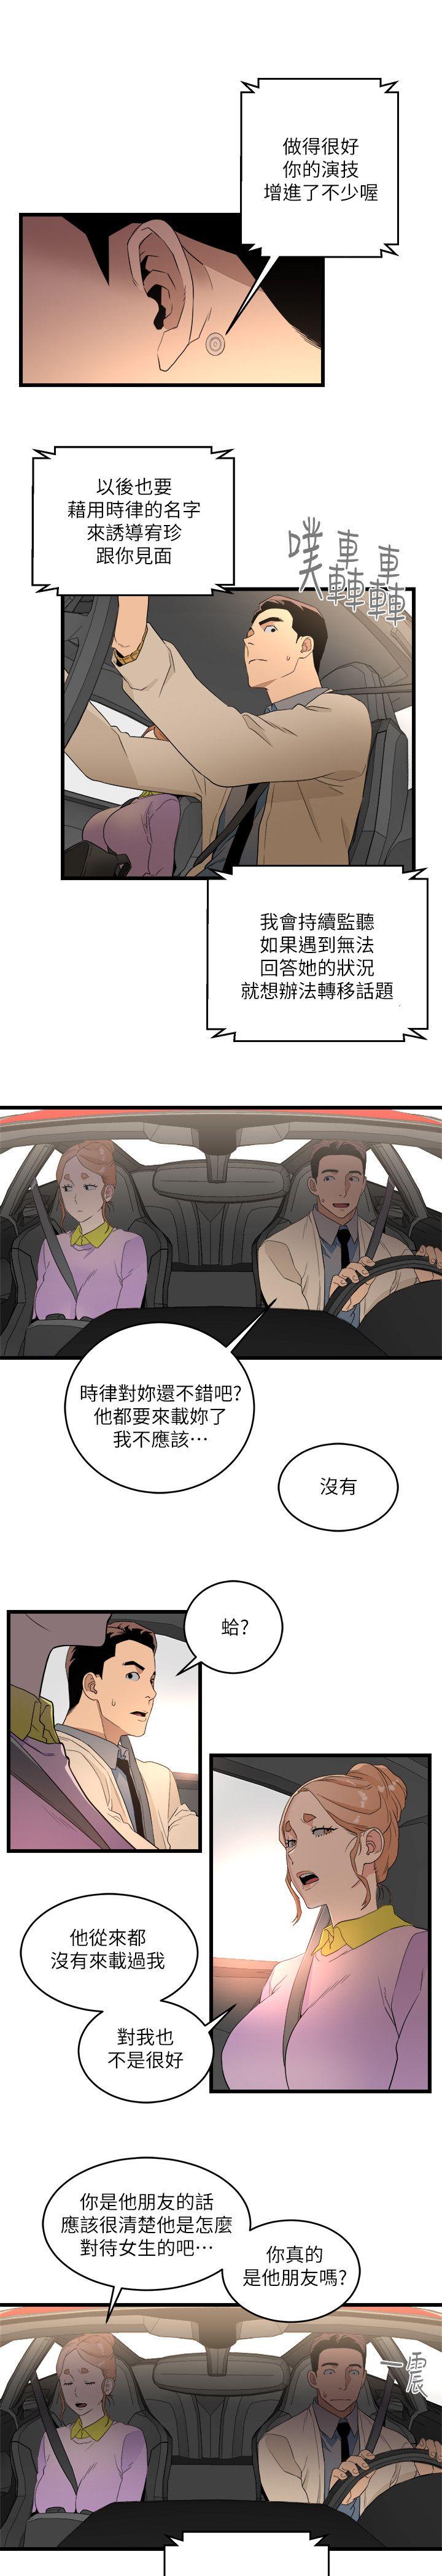 做得很好
你的演技
增進了不少喔
以後也要
藉用時律的名字
來誘導宥珍
跟你見面
噗轟轟轟
我會持續監聽
如果遇到無法
回答她的狀況
就想辦法轉移話題
時律對妳還不錯吧?
他都要來載妳了
我不應該…
沒有
蛤?
他從來都
沒有來載過我
對我也
不是很好
你是他朋友的話
應該很清楚他是怎麼
對待女生的吧…
你真的
是他朋友嗎?
一震